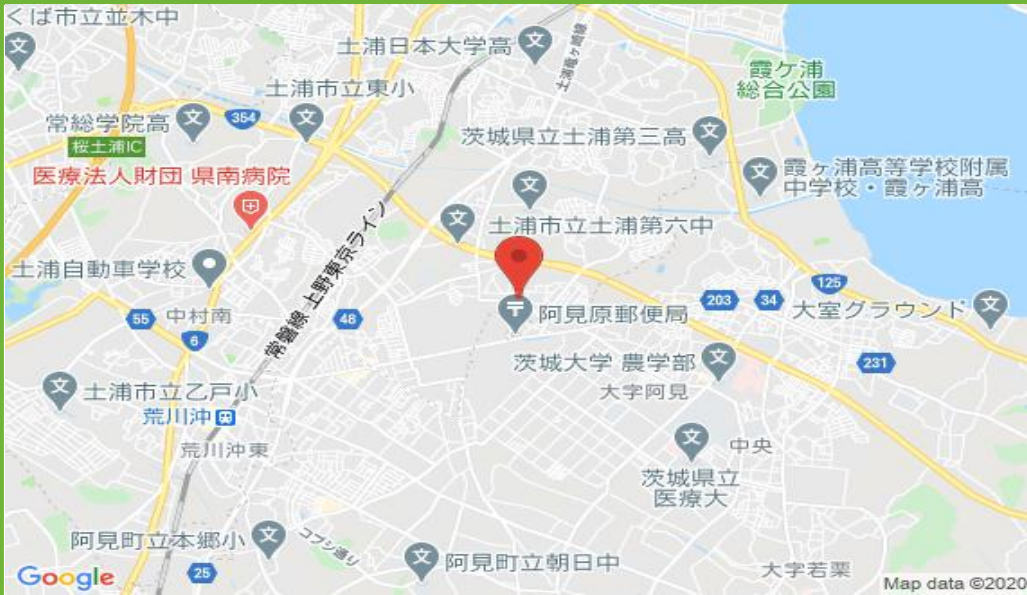 くば市立並木中
土浦日本大学高
土浦竜ヶ崎線
霞ケ浦
総合公園
土浦市立東小
常総学院高
354
桜土浦IC
茨城県立土浦第三高
医療法人財団 県南病院
霞ヶ浦高等学校附属
中学校・霞ヶ浦高
土浦市立土浦第六中
常磐線 上野東京ライン
土浦自動車学校
125
203
34
大室グラウンド
55
中村南
48
阿見原郵便局
6
茨城大学 農学部
231
土浦市立乙戸小
大字阿見
荒川沖
荒川沖東
中央
茨城県立
医療大
阿見町立本郷小
コブシ通り
阿見町立朝日中
大字若栗
25
Google
Map data ©2020